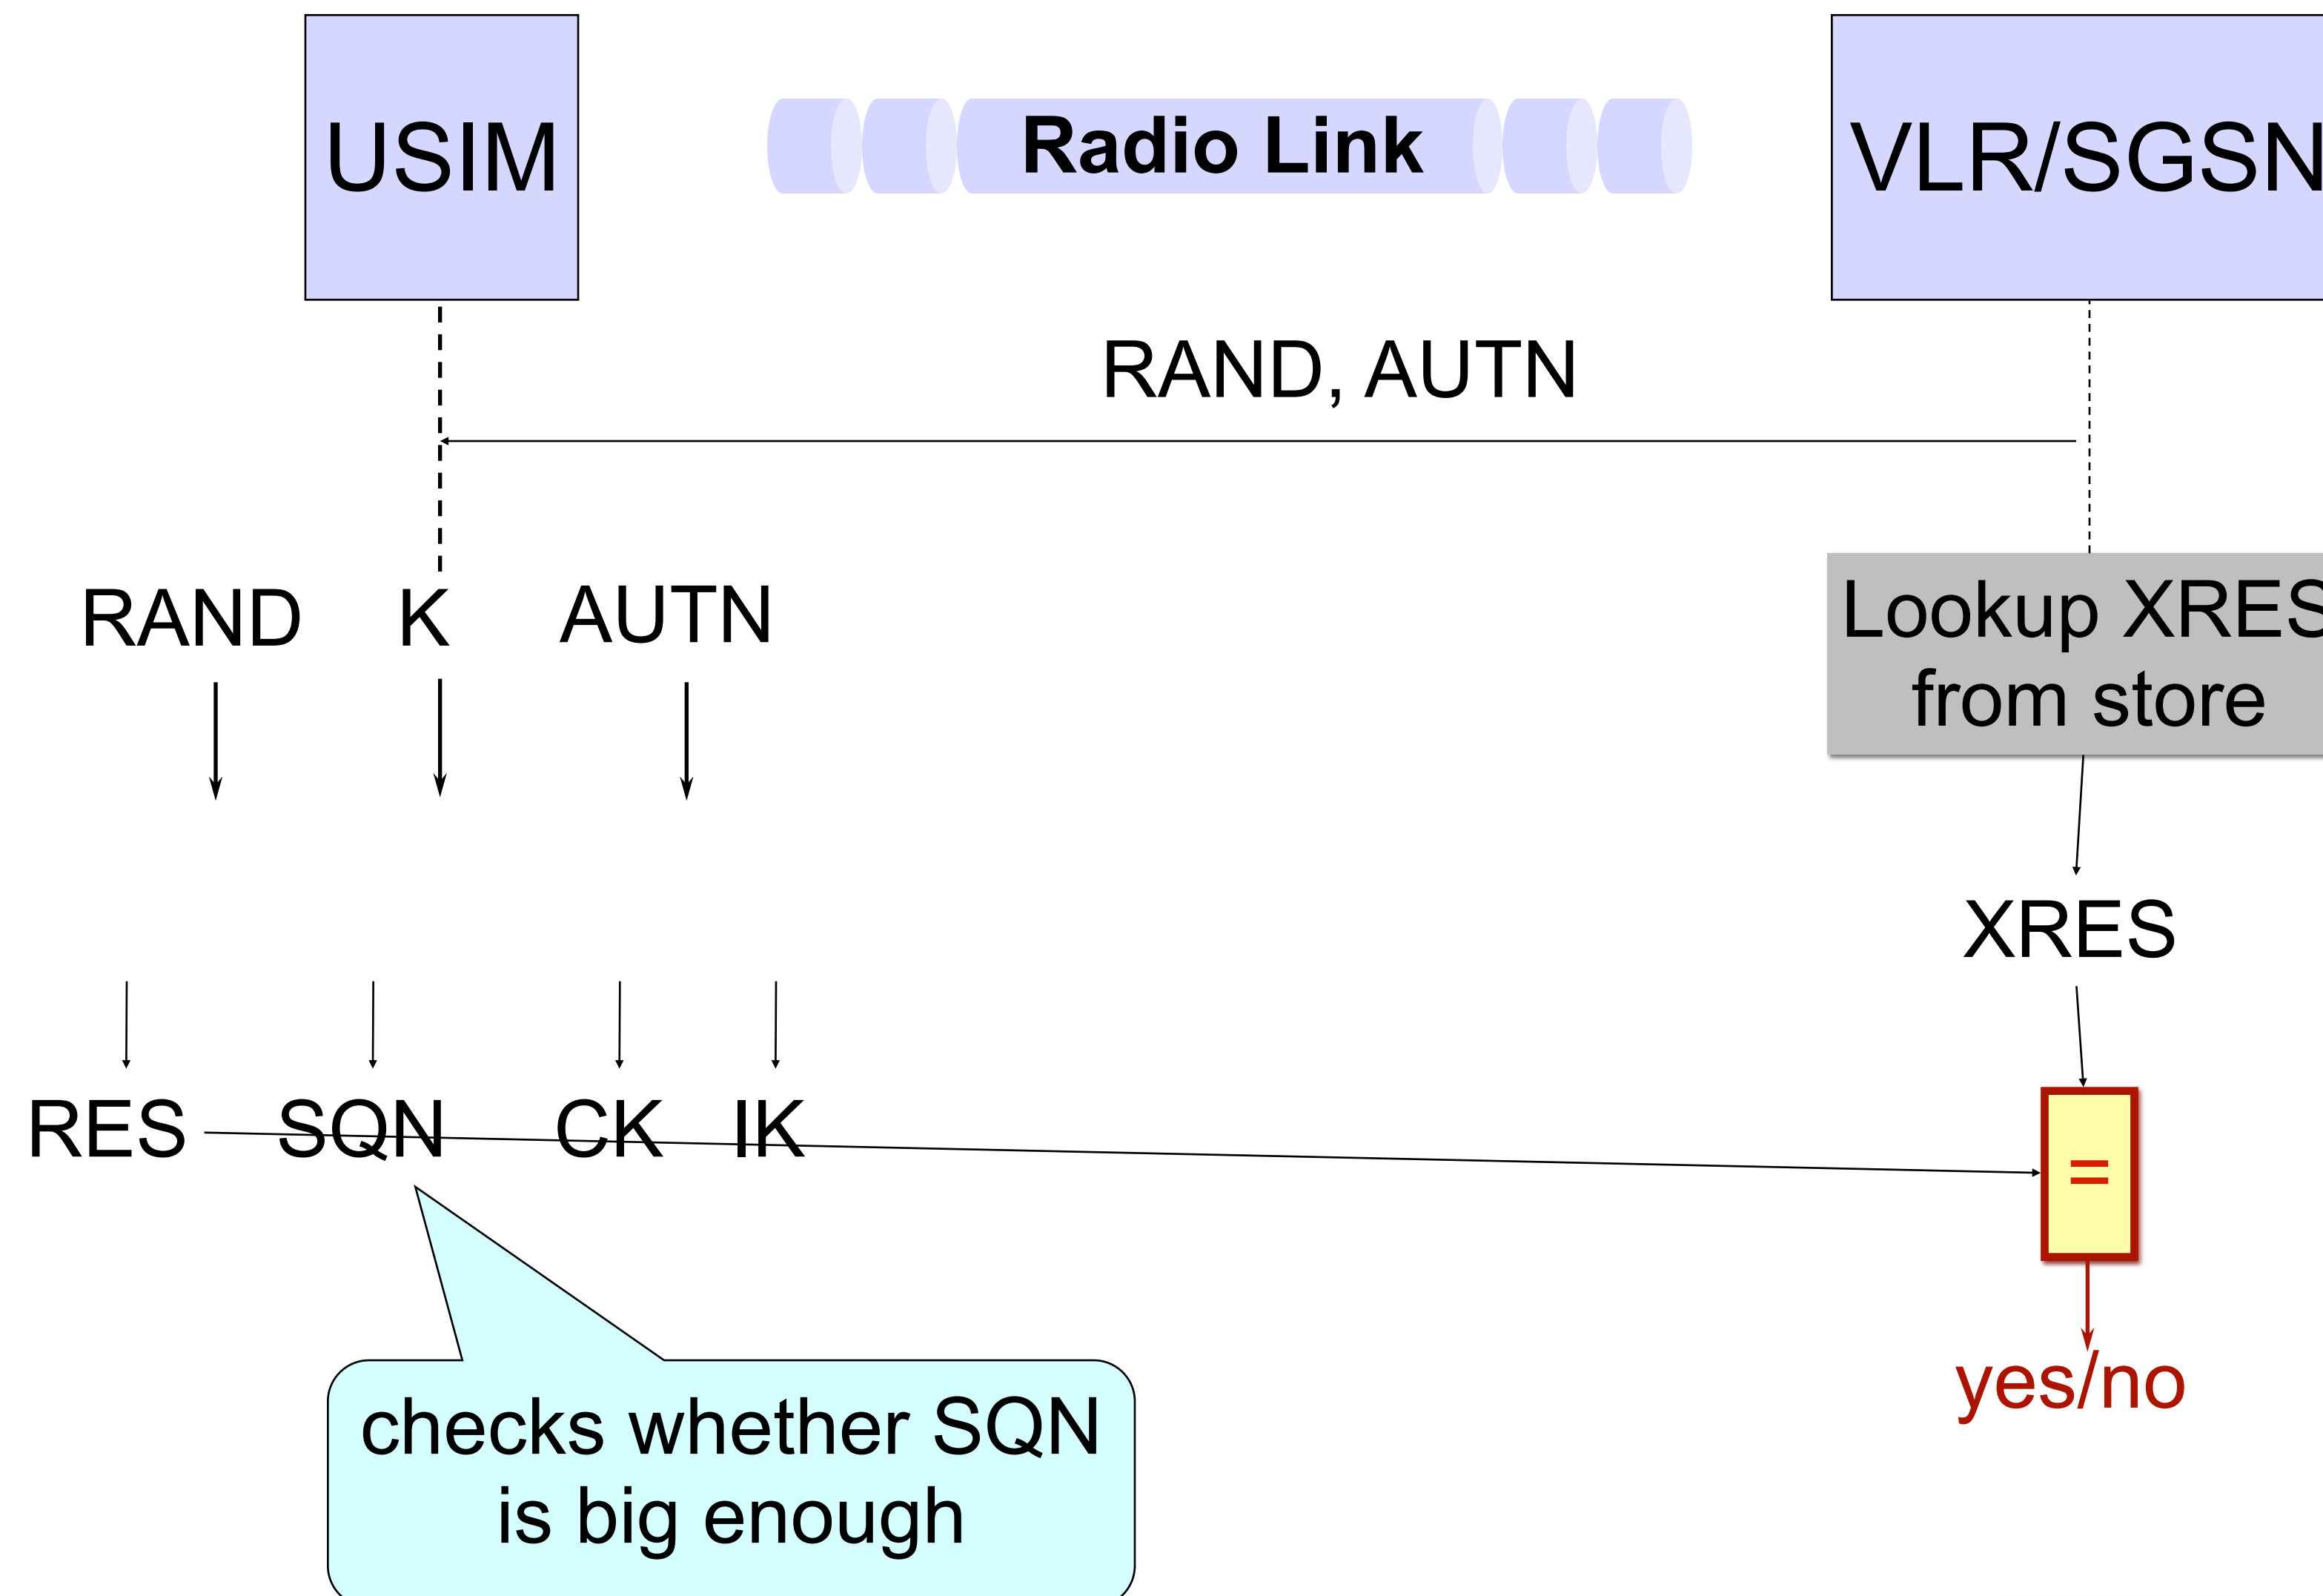 USIM
Radio Link
VLR/SGSN
RAND, AUTN
RAND K AUTN
Lookup XRES
from store
XRES
RES SQN CK IK
=
yes/no
checks whether SQN
is big enough